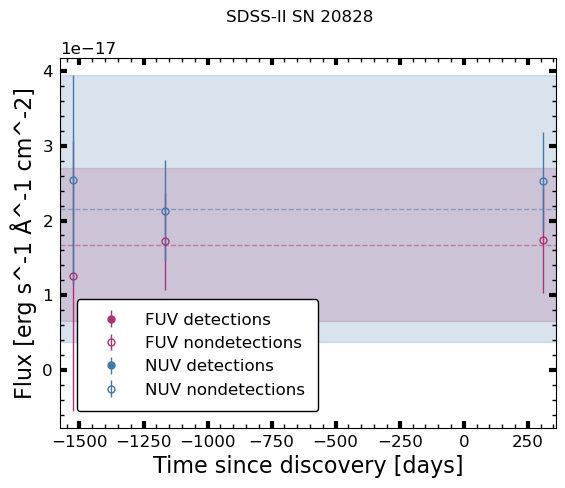 SDSS-II SN 20828
1e−17
Flux [erg s^-1 Å^-1 cm^-2]
4
3
2
1
0
FUV detections
FUV nondetections
NUV detections
NUV nondetections
−1500 −1250 −1000 −750 −500 −250 0 250
Time since discovery [days]